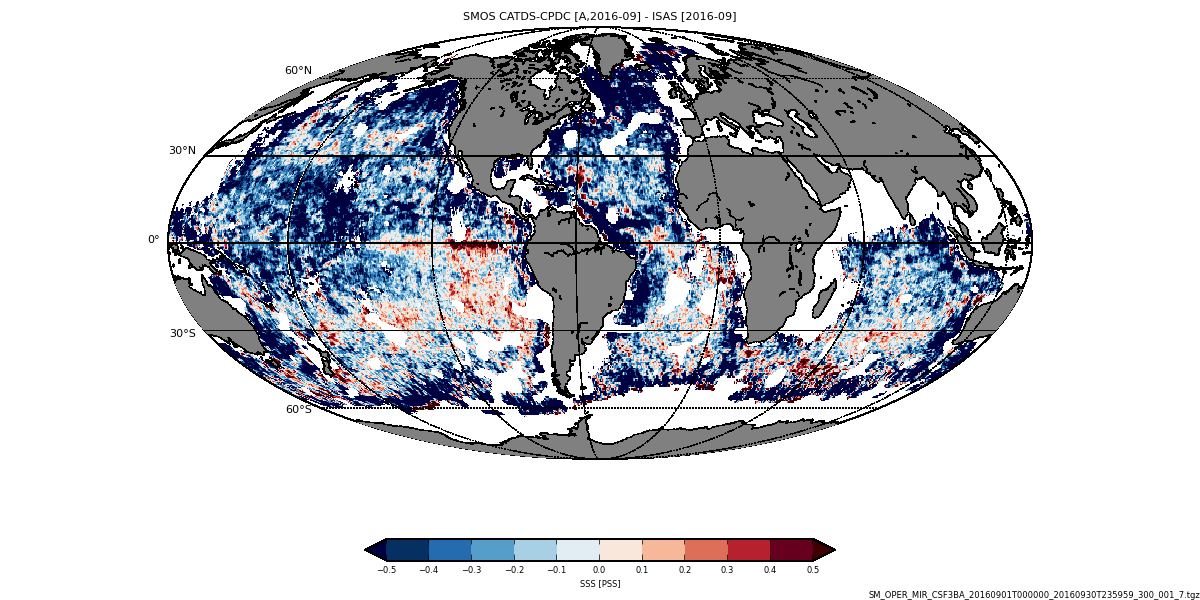 SMOS CATDS-CPDC [A,2016-09] - ISAS [2016-09]
60°N
30°N
0°
30°S
60°S
−0.5 −0.4 −0.3 −0.2 −0.1 0.0 0.1 0.2 0.3 0.4 0.5
SSS [PSS]
SM_OPER_MIR_CSF3BA_20160901T000000_20160930T235959_300_001_7.tgz